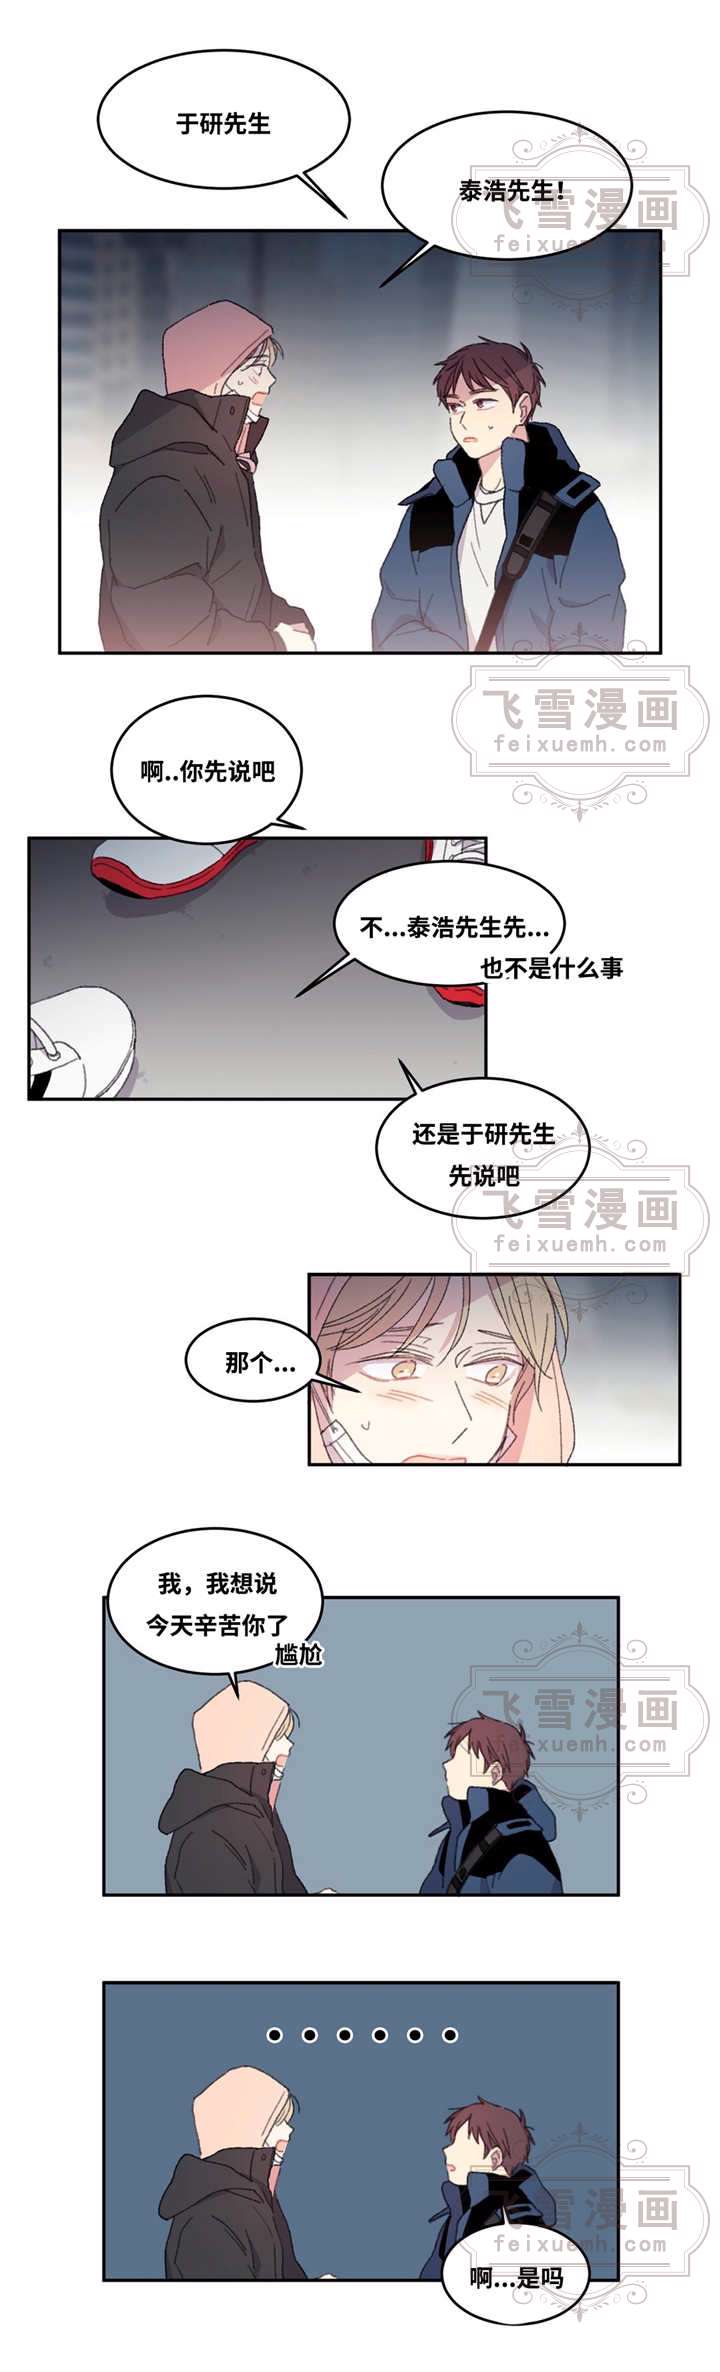 于研先生
泰浩先生!
飞雪漫画
feixuemh.com
飞雪漫画
feixuemh.com
啊..你先说吧
不...泰浩先生先...
也不是什么事
还是于研先生
先说吧
飞雪漫画
feixuemh.com
那个...
我，我想说
今天辛苦你了
尴尬
飞雪漫画
feixuemh.com
······
飞雪漫画
feixuemh.com
啊...是吗